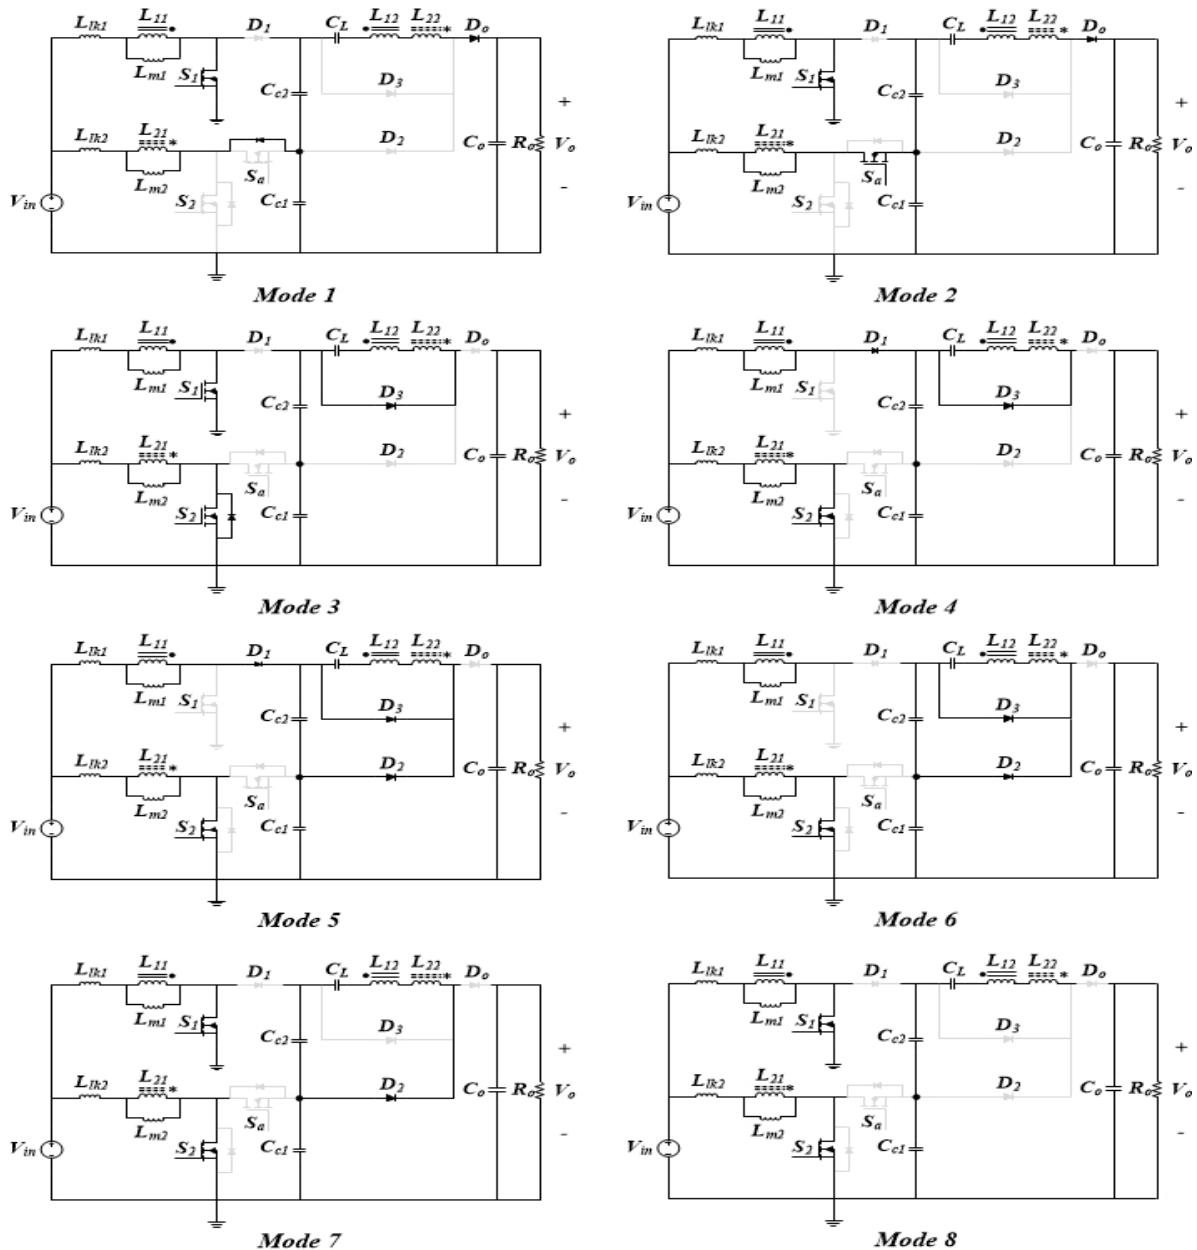 L11 D1 CL L12 L22 Do
Llk1
Lm1 S1 D3
Cc2 +
L21 D2
Llk2 Co Ro Vo
Lm2 Sa
Vin S2 Cc1 -
Mode 1
L11 D1 CL L12 L22 Do
Llk1
Lm1 S1 D3
Cc2 +
L21 D2
Llk2 Co Ro Vo
Lm2 Sa
Vin S2 Cc1 -
Mode 2
L11 D1 CL L12 L22 Do
Llk1
Lm1 S1 D3
Cc2 +
L21 D2
Llk2 Co Ro Vo
Lm2 Sa
Vin S2 Cc1 -
Mode 3
L11 D1 CL L12 L22 Do
Llk1
Lm1 S1 D3
Cc2 +
L21 D2
Llk2 Co Ro Vo
Lm2 Sa
Vin S2 Cc1 -
Mode 4
L11 D1 CL L12 L22 Do
Llk1
Lm1 S1 D3
Cc2 +
L21 D2
Llk2 Co Ro Vo
Lm2 Sa
Vin S2 Cc1 -
Mode 5
L11 D1 CL L12 L22 Do
Llk1
Lm1 S1 D3
Cc2 +
L21 D2
Llk2 Co Ro Vo
Lm2 Sa
Vin S2 Cc1 -
Mode 6
L11 D1 CL L12 L22 Do
Llk1
Lm1 S1 D3
Cc2 +
L21 D2
Llk2 Co Ro Vo
Lm2 Sa
Vin S2 Cc1 -
Mode 7
L11 D1 CL L12 L22 Do
Llk1
Lm1 S1 D3
Cc2 +
L21 D2
Llk2 Co Ro Vo
Lm2 Sa
Vin S2 Cc1 -
Mode 8